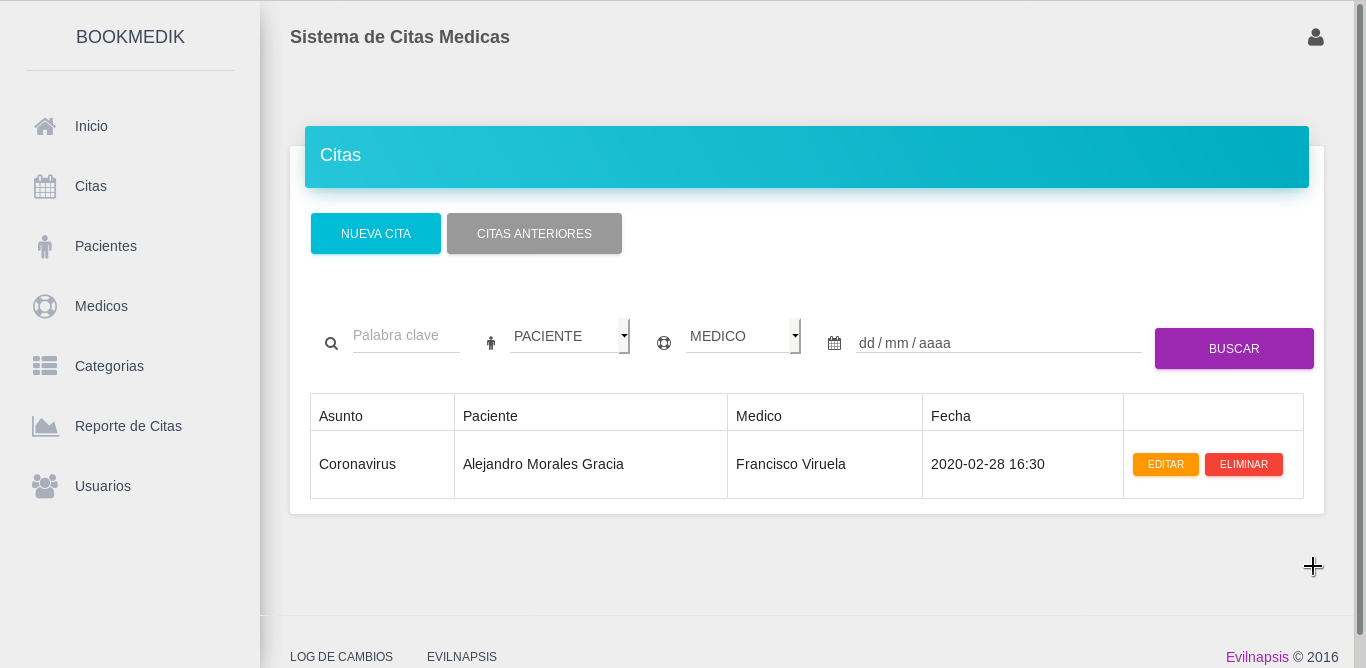 BOOKMEDIK
Sistema de Citas Medicas
Inicio
Citas
Pacientes
Medicos
Categorias
Reporte de Citas
Usuarios
Citas
NUEVA CITA CITAS ANTERIORES
Palabra clave PACIENTE MEDICO dd / mm / aaaa BUSCAR
Asunto Paciente Medico Fecha
Coronavirus Alejandro Morales Gracia Francisco Viruela 2020-02-28 16:30 EDITAR ELIMINAR
LOG DE CAMBIOS EVILNAPSIS Evilnapsis © 2016